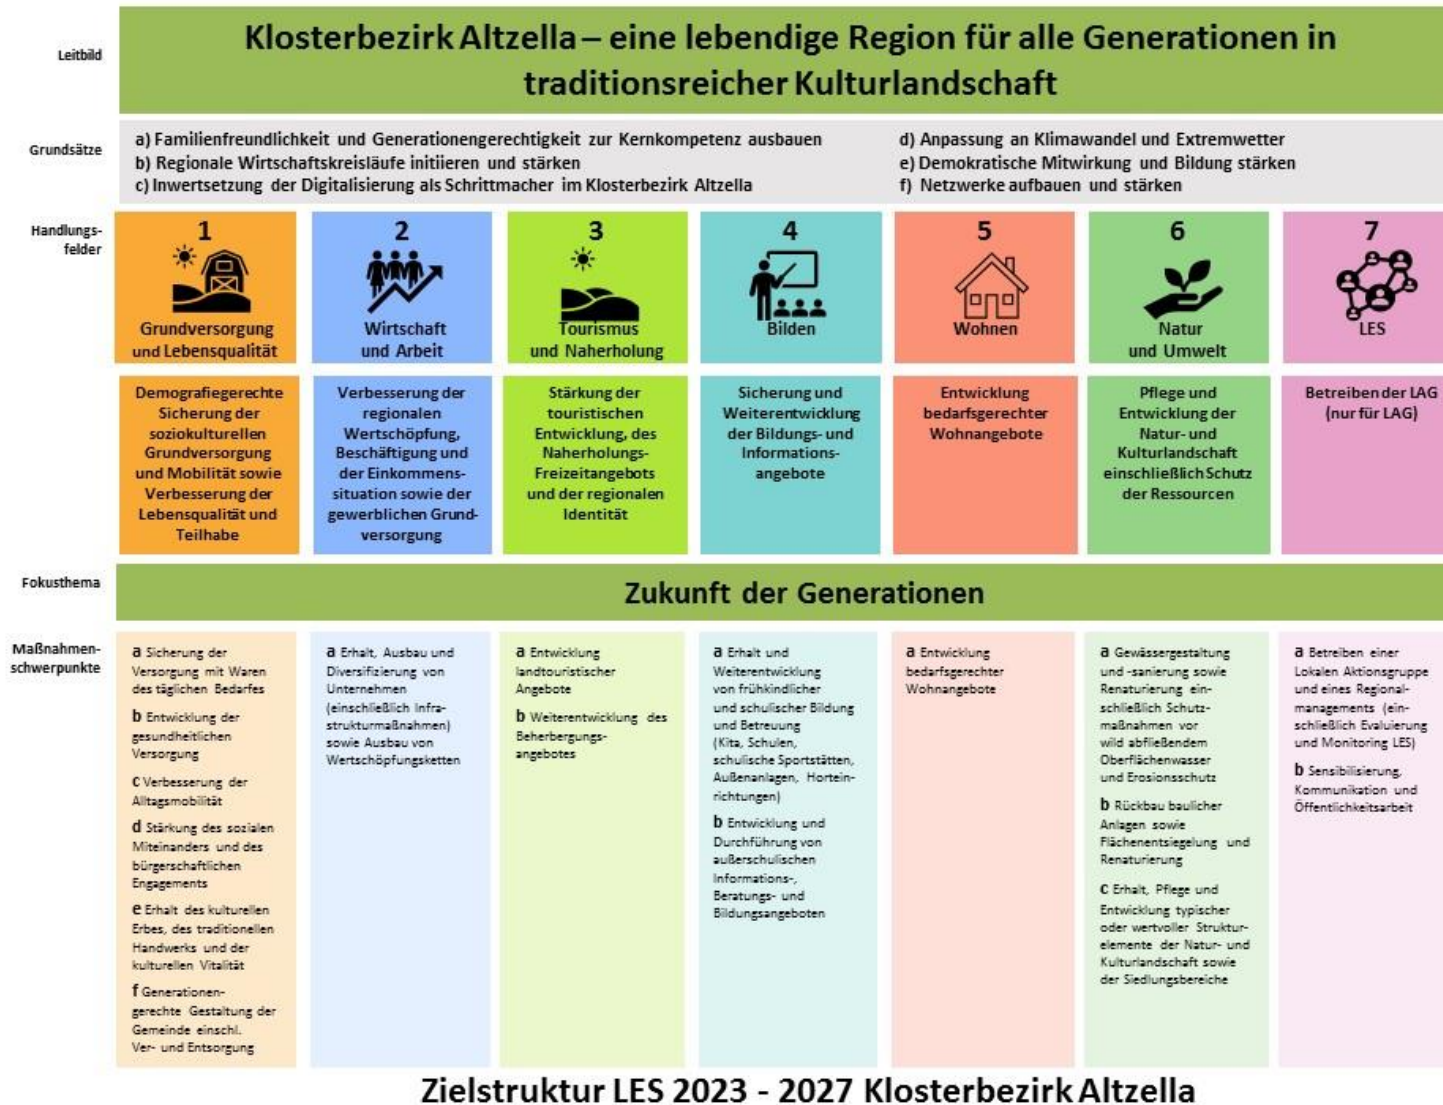 Leitbild
Klosterbezirk Altzella – eine lebendige Region für alle Generationen in
traditionsreicher Kulturlandschaft
Grundsätze
a) Familienfreundlichkeit und Generationengerechtigkeit zur Kernkompetenz ausbauen
b) Regionale Wirtschaftskreisläufe initiieren und stärken
c) Inwertsetzung der Digitalisierung als Schrittmacher im Klosterbezirk Altzella
d) Anpassung an Klimawandel und Extremwetter
e) Demokratische Mitwirkung und Bildung stärken
f) Netzwerke aufbauen und stärken
Handlungs-
felder
1
Grundversorgung
und Lebensqualität
2
Wirtschaft
und Arbeit
3
Tourismus
und Naherholung
4
Bilden
5
Wohnen
6
Natur
und Umwelt
7
LES
Demografiegerechte
Sicherung der
soziokulturellen
Grundversorgung
und Mobilität sowie
Verbesserung der
Lebensqualität und
Teilhabe
Verbesserung der
regionalen
Wertschöpfung,
Beschäftigung und
der Einkommens-
situation sowie der
gewerblichen Grund-
versorgung
Stärkung der
touristischen
Entwicklung, des
Naherholungs-
Freizeitangebots
und der regionalen
Identität
Sicherung und
Weiterentwicklung
der Bildungs- und
Informations-
angebote
Entwicklung
bedarfsgerechter
Wohnangebote
Pflege und
Entwicklung der
Natur- und
Kulturlandschaft
einschließlich Schutz
der Ressourcen
Betreiben der LAG
(nur für LAG)
Fokusthema
Zukunft der Generationen
Maßnahmen-
schwerpunkte
a Sicherung der
Versorgung mit Waren
des täglichen Bedarfes
b Entwicklung der
gesundheitlichen
Versorgung
c Verbesserung der
Alltagsmobilität
d Stärkung des sozialen
Miteinanders und des
bürgerschaftlichen
Engagements
e Erhalt des kulturellen
Erbes, des traditionellen
Handwerks und der
kulturellen Vitalität
f Generationen-
gerechte Gestaltung der
Gemeinde einschl.
Ver- und Entsorgung
a Erhalt, Ausbau und
Diversifizierung von
Unternehmen
(einschließlich Infra-
strukturmaßnahmen)
sowie Ausbau von
Wertschöpfungsketten
a Entwicklung
landtouristischer
Angebote
b Weiterentwicklung des
Beherbergungs-
angebotes
a Erhalt und
Weiterentwicklung
von frühkindlicher
und schulischer Bildung
und Betreuung
(Kita, Schulen,
schulische Sportstätten,
Außenanlagen, Hortein-
richtungen)
b Entwicklung und
Durchführung von
außerschulischen
Informations-,
Beratungs- und
Bildungsangeboten
a Entwicklung
bedarfsgerechter
Wohnangebote
a Gewässergestaltung
und -sanierung sowie
Renaturierung ein-
schließlich Schutz-
maßnahmen vor
wild abfließendem
Oberflächenwasser
und Erosionsschutz
b Rückbau baulicher
Anlagen sowie
Flächenentsiegelung und
Renaturierung
c Erhalt, Pflege und
Entwicklung typischer
oder wertvoller Struktur-
elemente der Natur- und
Kulturlandschaft sowie
der Siedlungsbereiche
a Betreiben einer
Lokalen Aktionsgruppe
und eines Regional-
managements (ein-
schließlich Evaluierung
und Monitoring LES)
b Sensibilisierung,
Kommunikation und
Öffentlichkeitsarbeit
Zielstruktur LES 2023 - 2027 Klosterbezirk Altzella